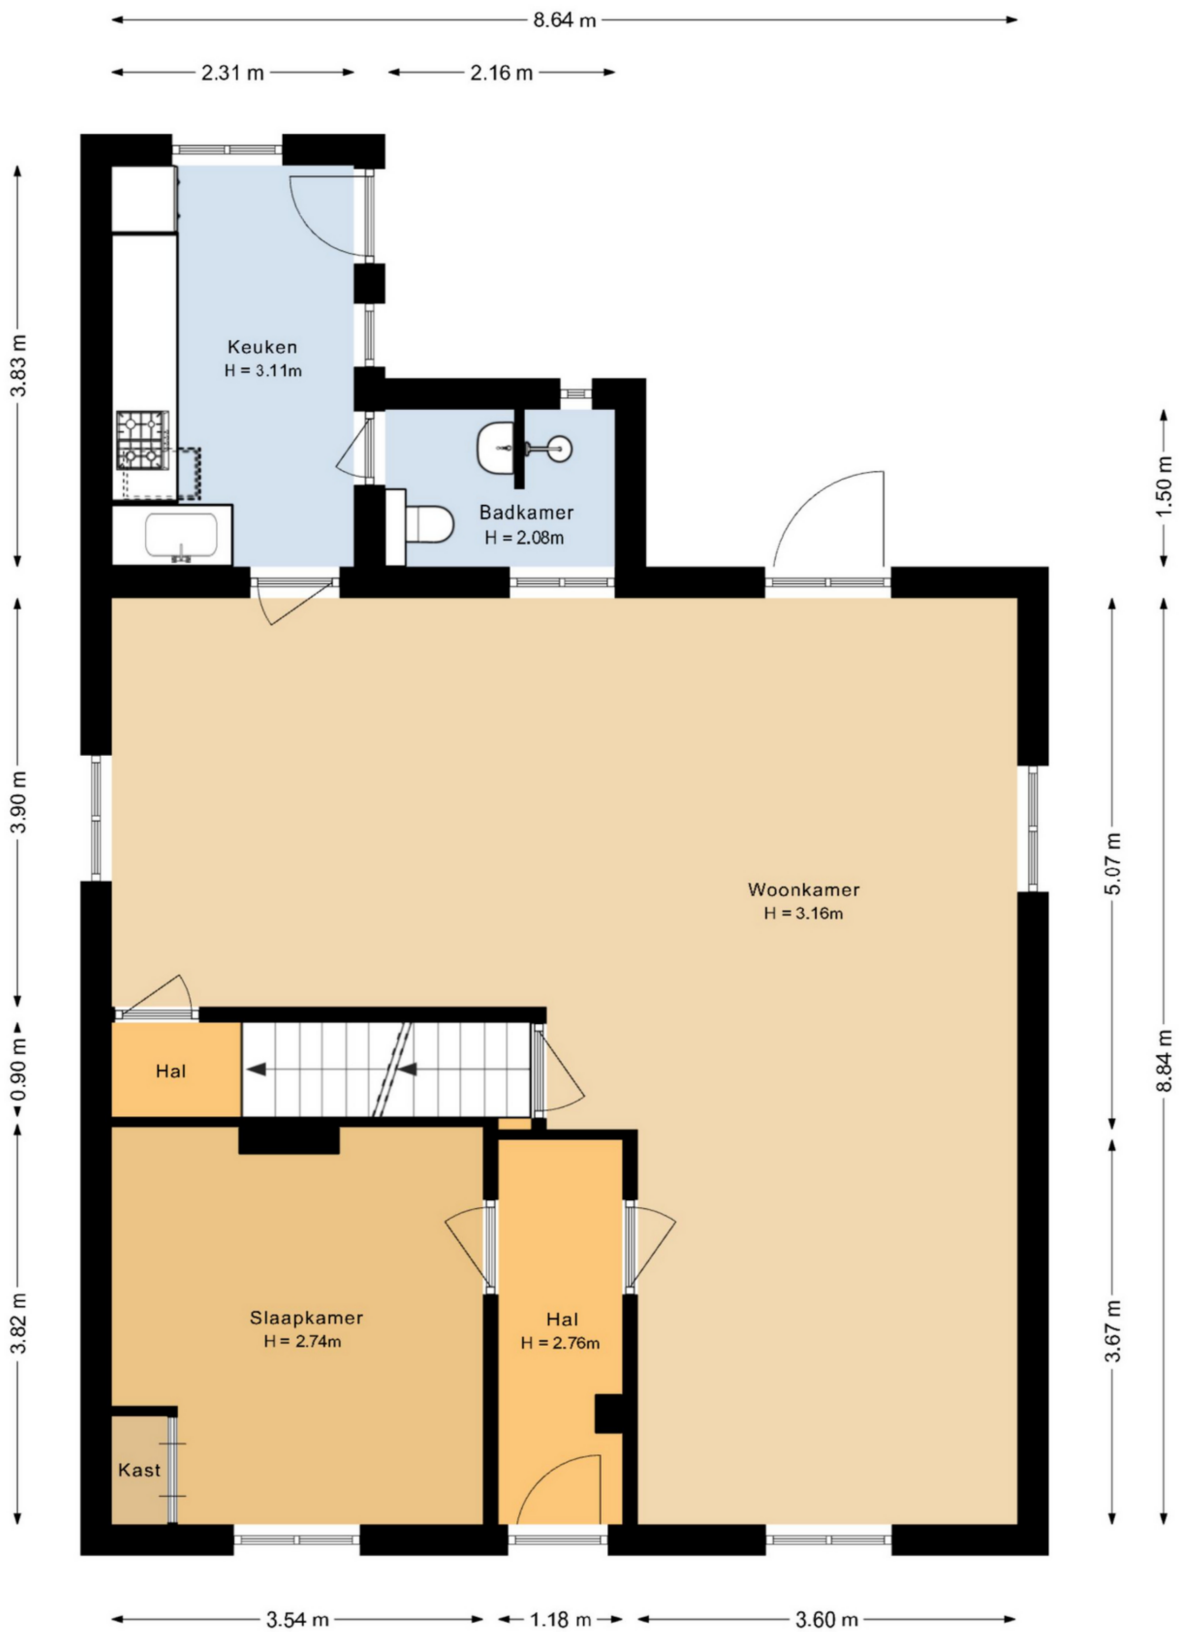 8.64 m
2.31 m
2.16 m
3.83 m
Keuken
H = 3.11m
1.50 m
Badkamer
H = 2.08m
3.90 m
5.07 m
Woonkamer
H = 3.16m
0.90 m
Hal
8.84 m
Slaapkamer
H = 2.74m
Hal
H = 2.76m
3.82 m
3.67 m
Kast
3.54 m
1.18 m
3.60 m